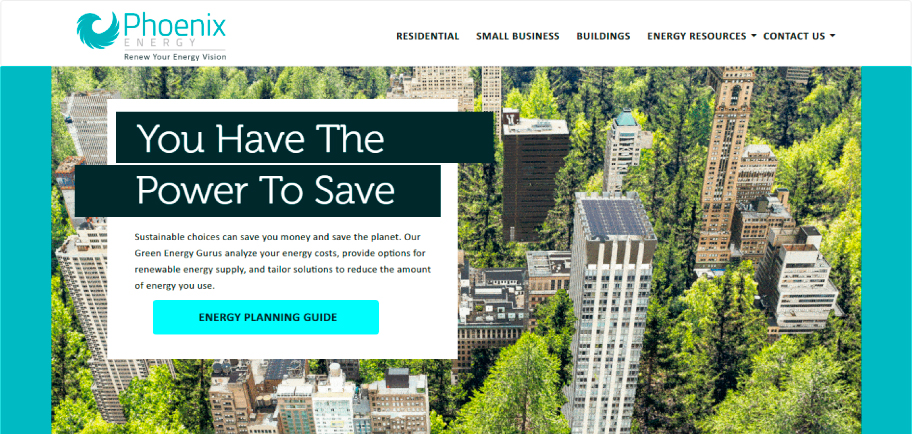 Phoenix
ENERGY
Renew Your Energy Vision
RESIDENTIAL SMALL BUSINESS BUILDINGS ENERGY RESOURCES CONTACT US
You Have The
Power To Save
Sustainable choices can save you money and save the planet. Our
Green Energy Gurus analyze your energy costs, provide options for
renewable energy supply, and tailor solutions to reduce the amount
of energy you use.
ENERGY PLANNING GUIDE